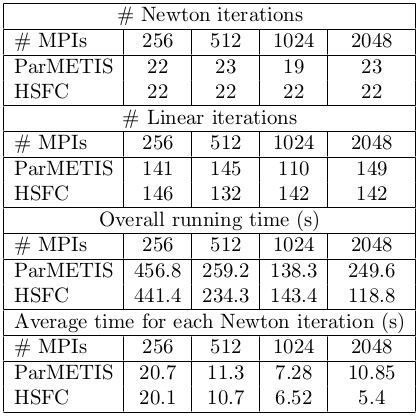 # Newton iterations
# MPIs 256 512 1024 2048
ParMETIS 22 23 19 23
HSFC 22 22 22 22
# Linear iterations
# MPIs 256 512 1024 2048
ParMETIS 141 145 110 149
HSFC 146 132 142 142
Overall running time (s)
# MPIs 256 512 1024 2048
ParMETIS 456.8 259.2 138.3 249.6
HSFC 441.4 234.3 143.4 118.8
Average time for each Newton iteration (s)
# MPIs 256 512 1024 2048
ParMETIS 20.7 11.3 7.28 10.85
HSFC 20.1 10.7 6.52 5.4